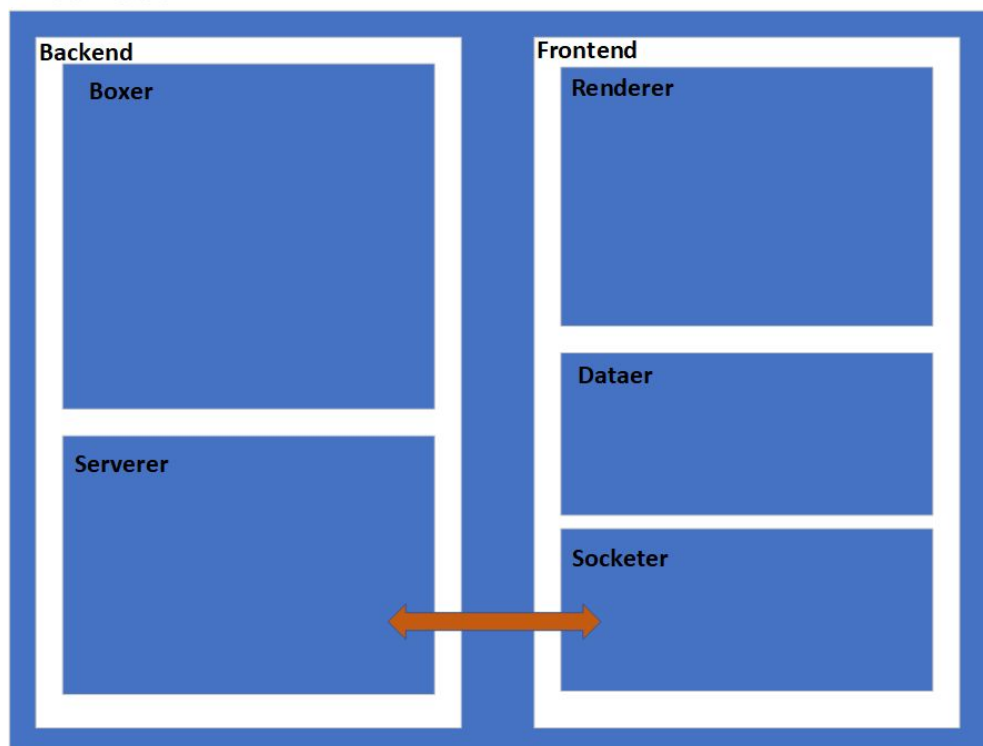 Backend
Boxer
Serverer
Frontend
Renderer
Dataer
Socketer